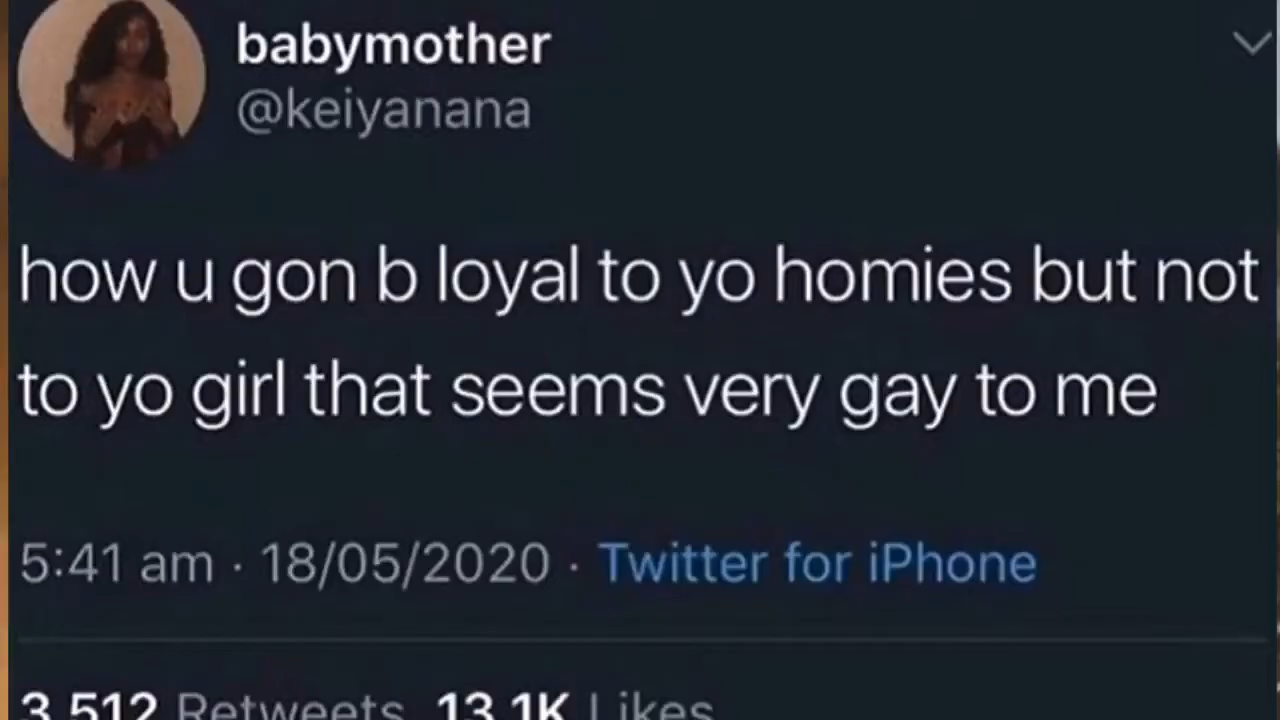 babymother
@keiyanana
how u gon b loyal to yo homies but not
to yo girl that seems very gay to me
5:41 am · 18/05/2020 · Twitter for iPhone
3,512 Retweets 13.1K Likes